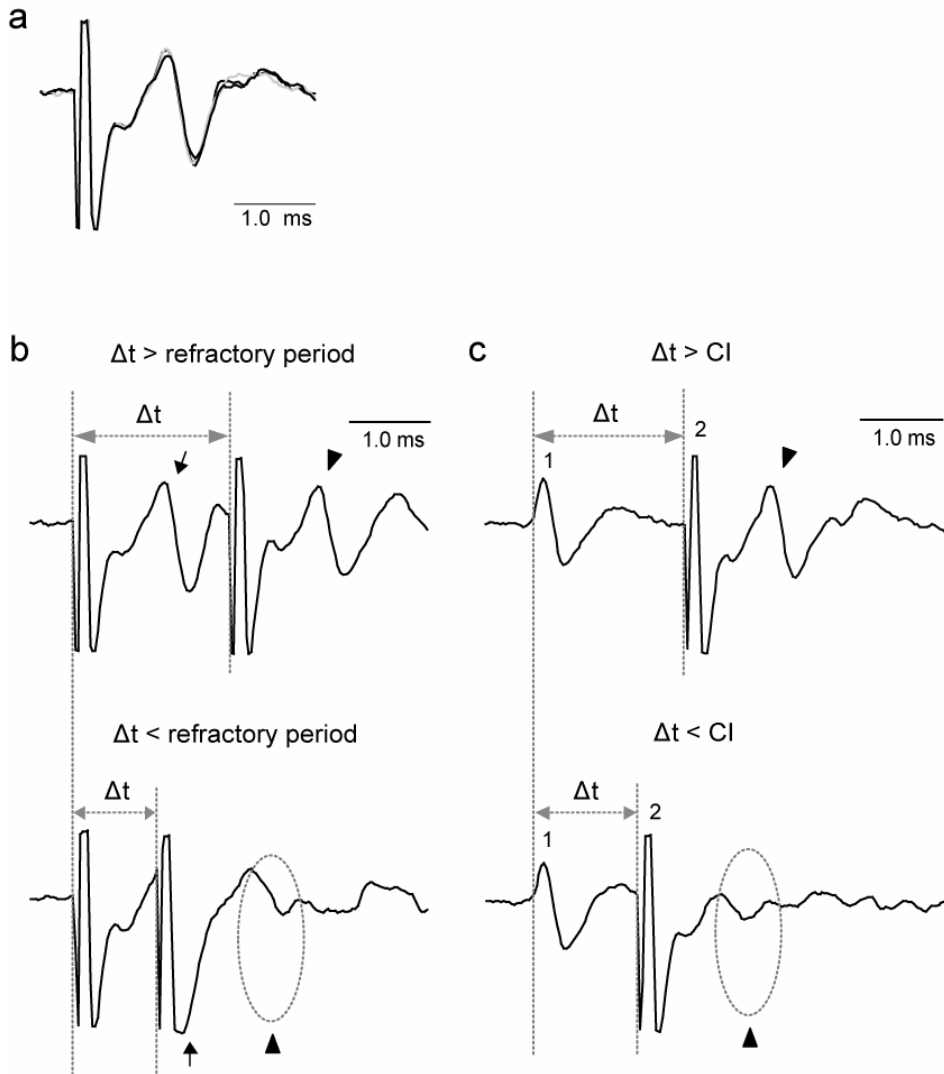 a
1.0 ms
b
Δt > refractory period
Δt
1.0 ms
c
Δt > CI
Δt
1.0 ms
1
2
Δt < refractory period
Δt
Δt < CI
Δt
1
2